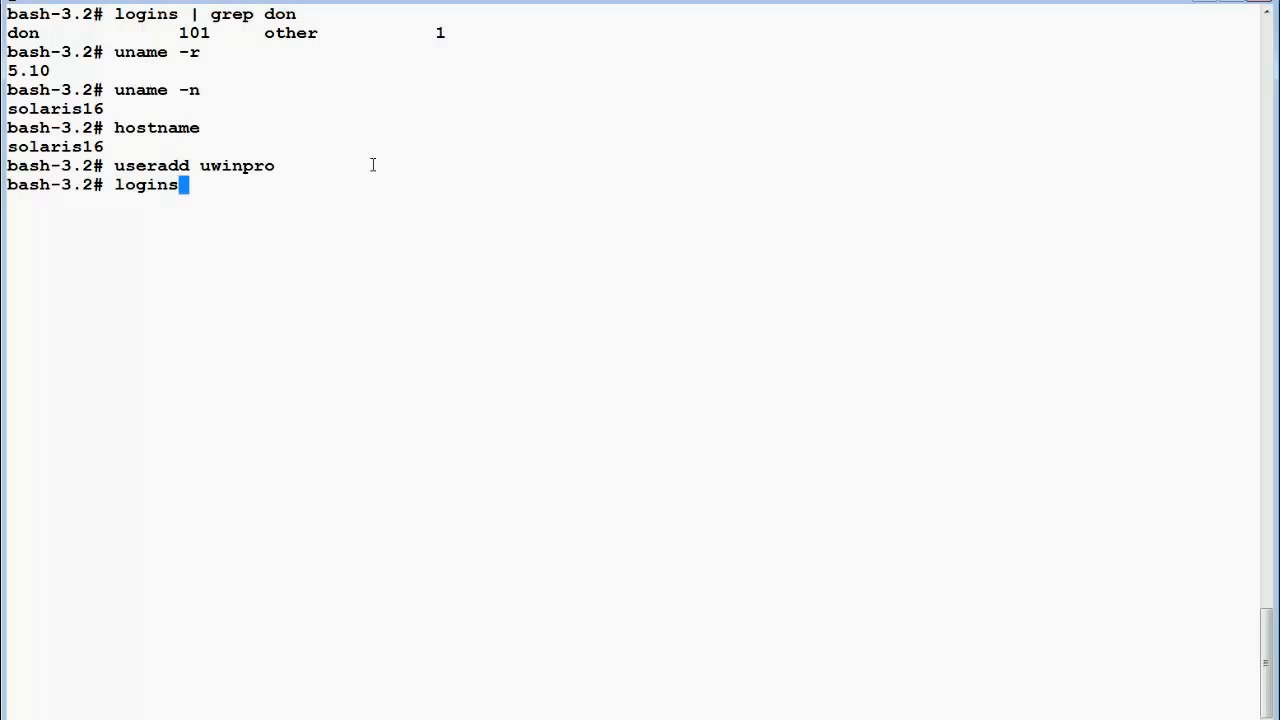 bash-3.2# logins | grep don
don 101 other 1
bash-3.2# uname -r
5.10
bash-3.2# uname -n
solaris16
bash-3.2# hostname
solaris16
bash-3.2# useradd uwinpro
bash-3.2# logins